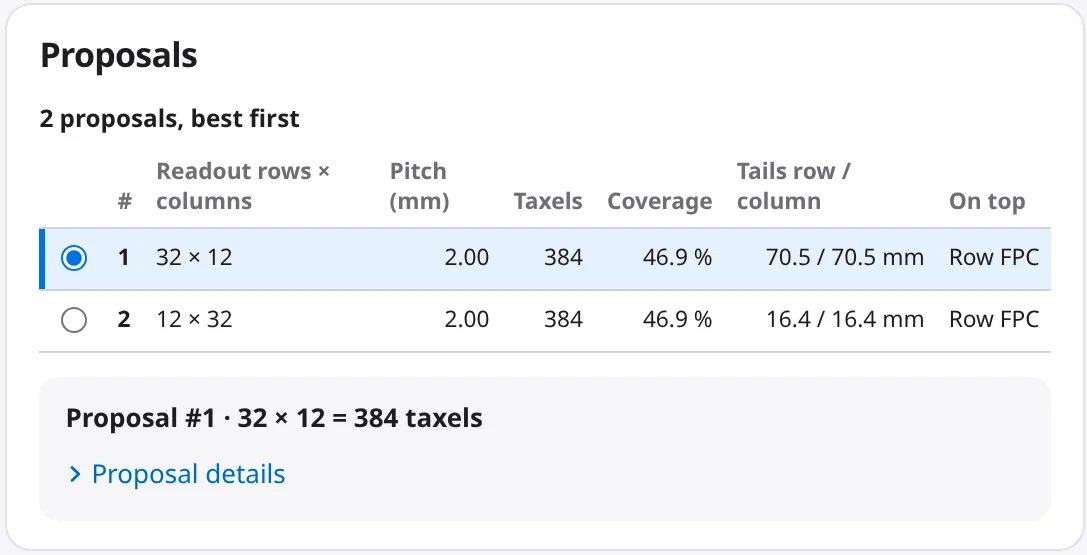 Proposals
2 proposals, best first
# Readout rows × columns Pitch (mm) Taxels Coverage Tails row / column On top
1 32 × 12 2.00 384 46.9 % 70.5 / 70.5 mm Row FPC
2 12 × 32 2.00 384 46.9 % 16.4 / 16.4 mm Row FPC
Proposal #1 · 32 × 12 = 384 taxels
Proposal details